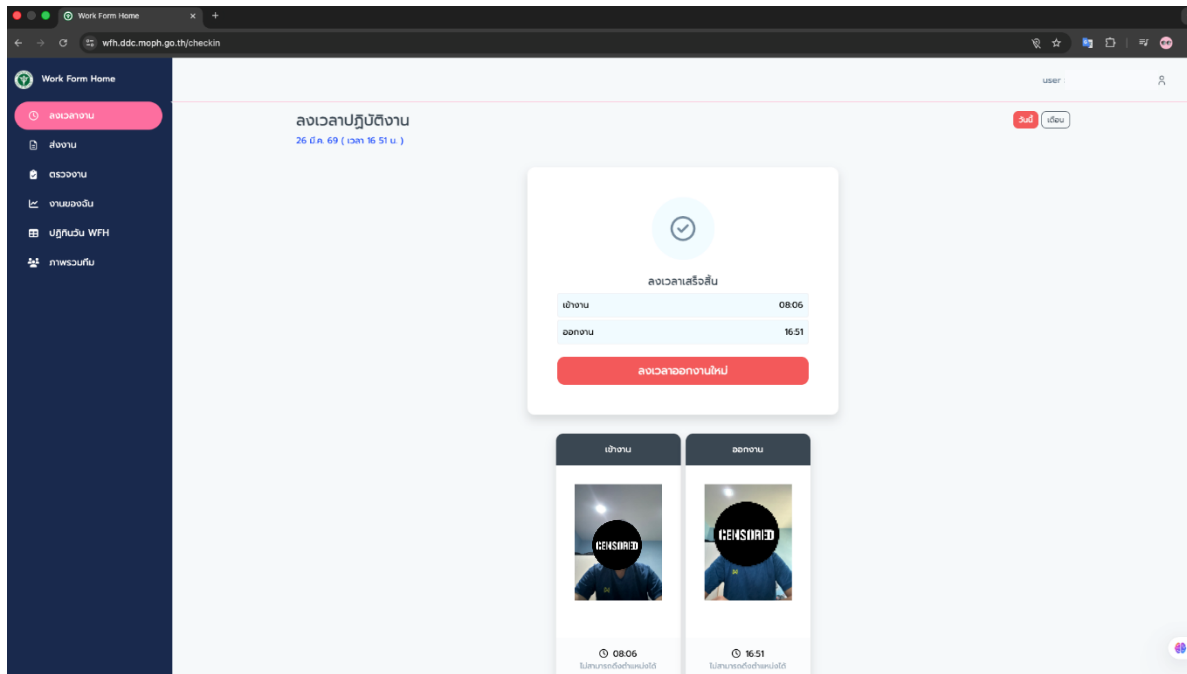 Work Form Home
wfh.ddc.moph.go.th/checkin
Work Form Home
user :
ลงเวลางาน
ส่งงาน
ตรวจงาน
งานของฉัน
ปฏิทินวัน WFH
ภาพรวมทีม
ลงเวลาปฏิบัติงาน
26 มี.ค. 69 ( เวลา 16 51 น. )
วันนี้ เดือน
ลงเวลาเสร็จสิ้น
เข้างาน 08:06
ออกงาน 16:51
ลงเวลาออกงานใหม่
เข้างาน ออกงาน
CENSORED CENSORED
08:06 16:51
ไม่สามารถดึงตำแหน่งได้ ไม่สามารถดึงตำแหน่งได้